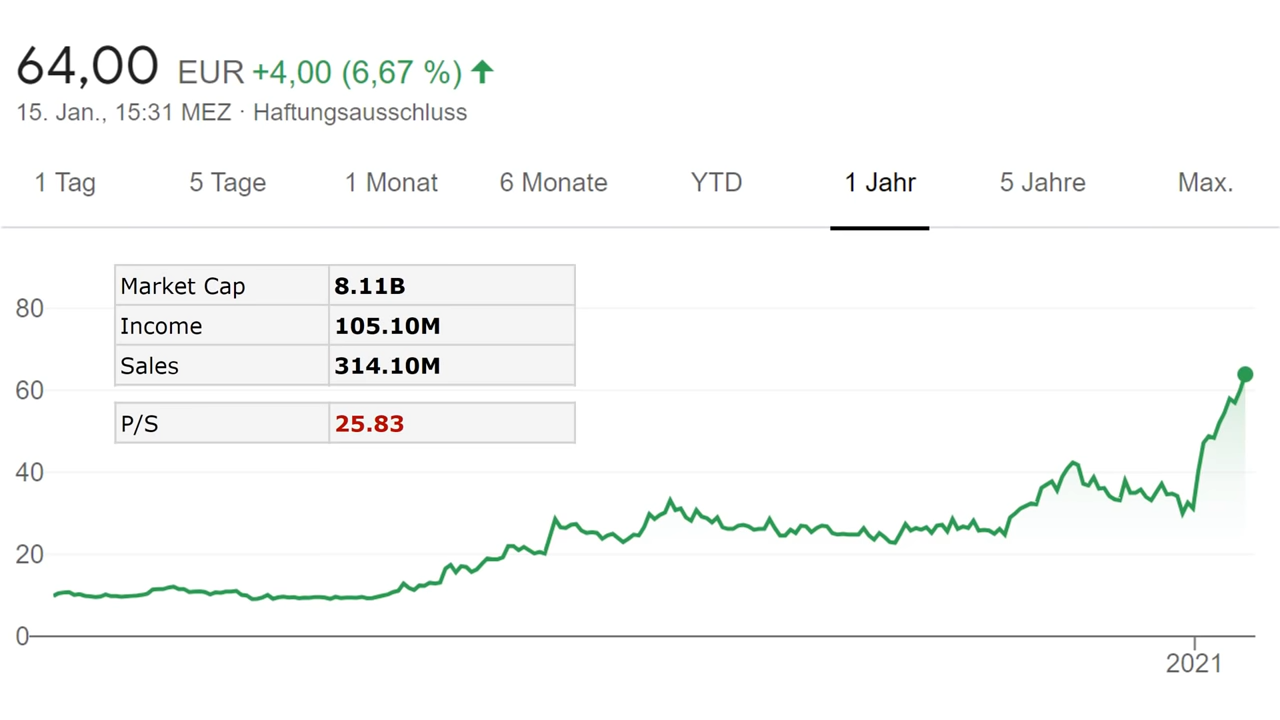 64,00 EUR +4,00 (6,67 %)
15. Jan., 15:31 MEZ · Haftungsausschluss
1 Tag 5 Tage 1 Monat 6 Monate YTD 1 Jahr 5 Jahre Max.
Market Cap 8.11B
80
Income 105.10M
Sales 314.10M
60
P/S 25.83
40
20
0
2021